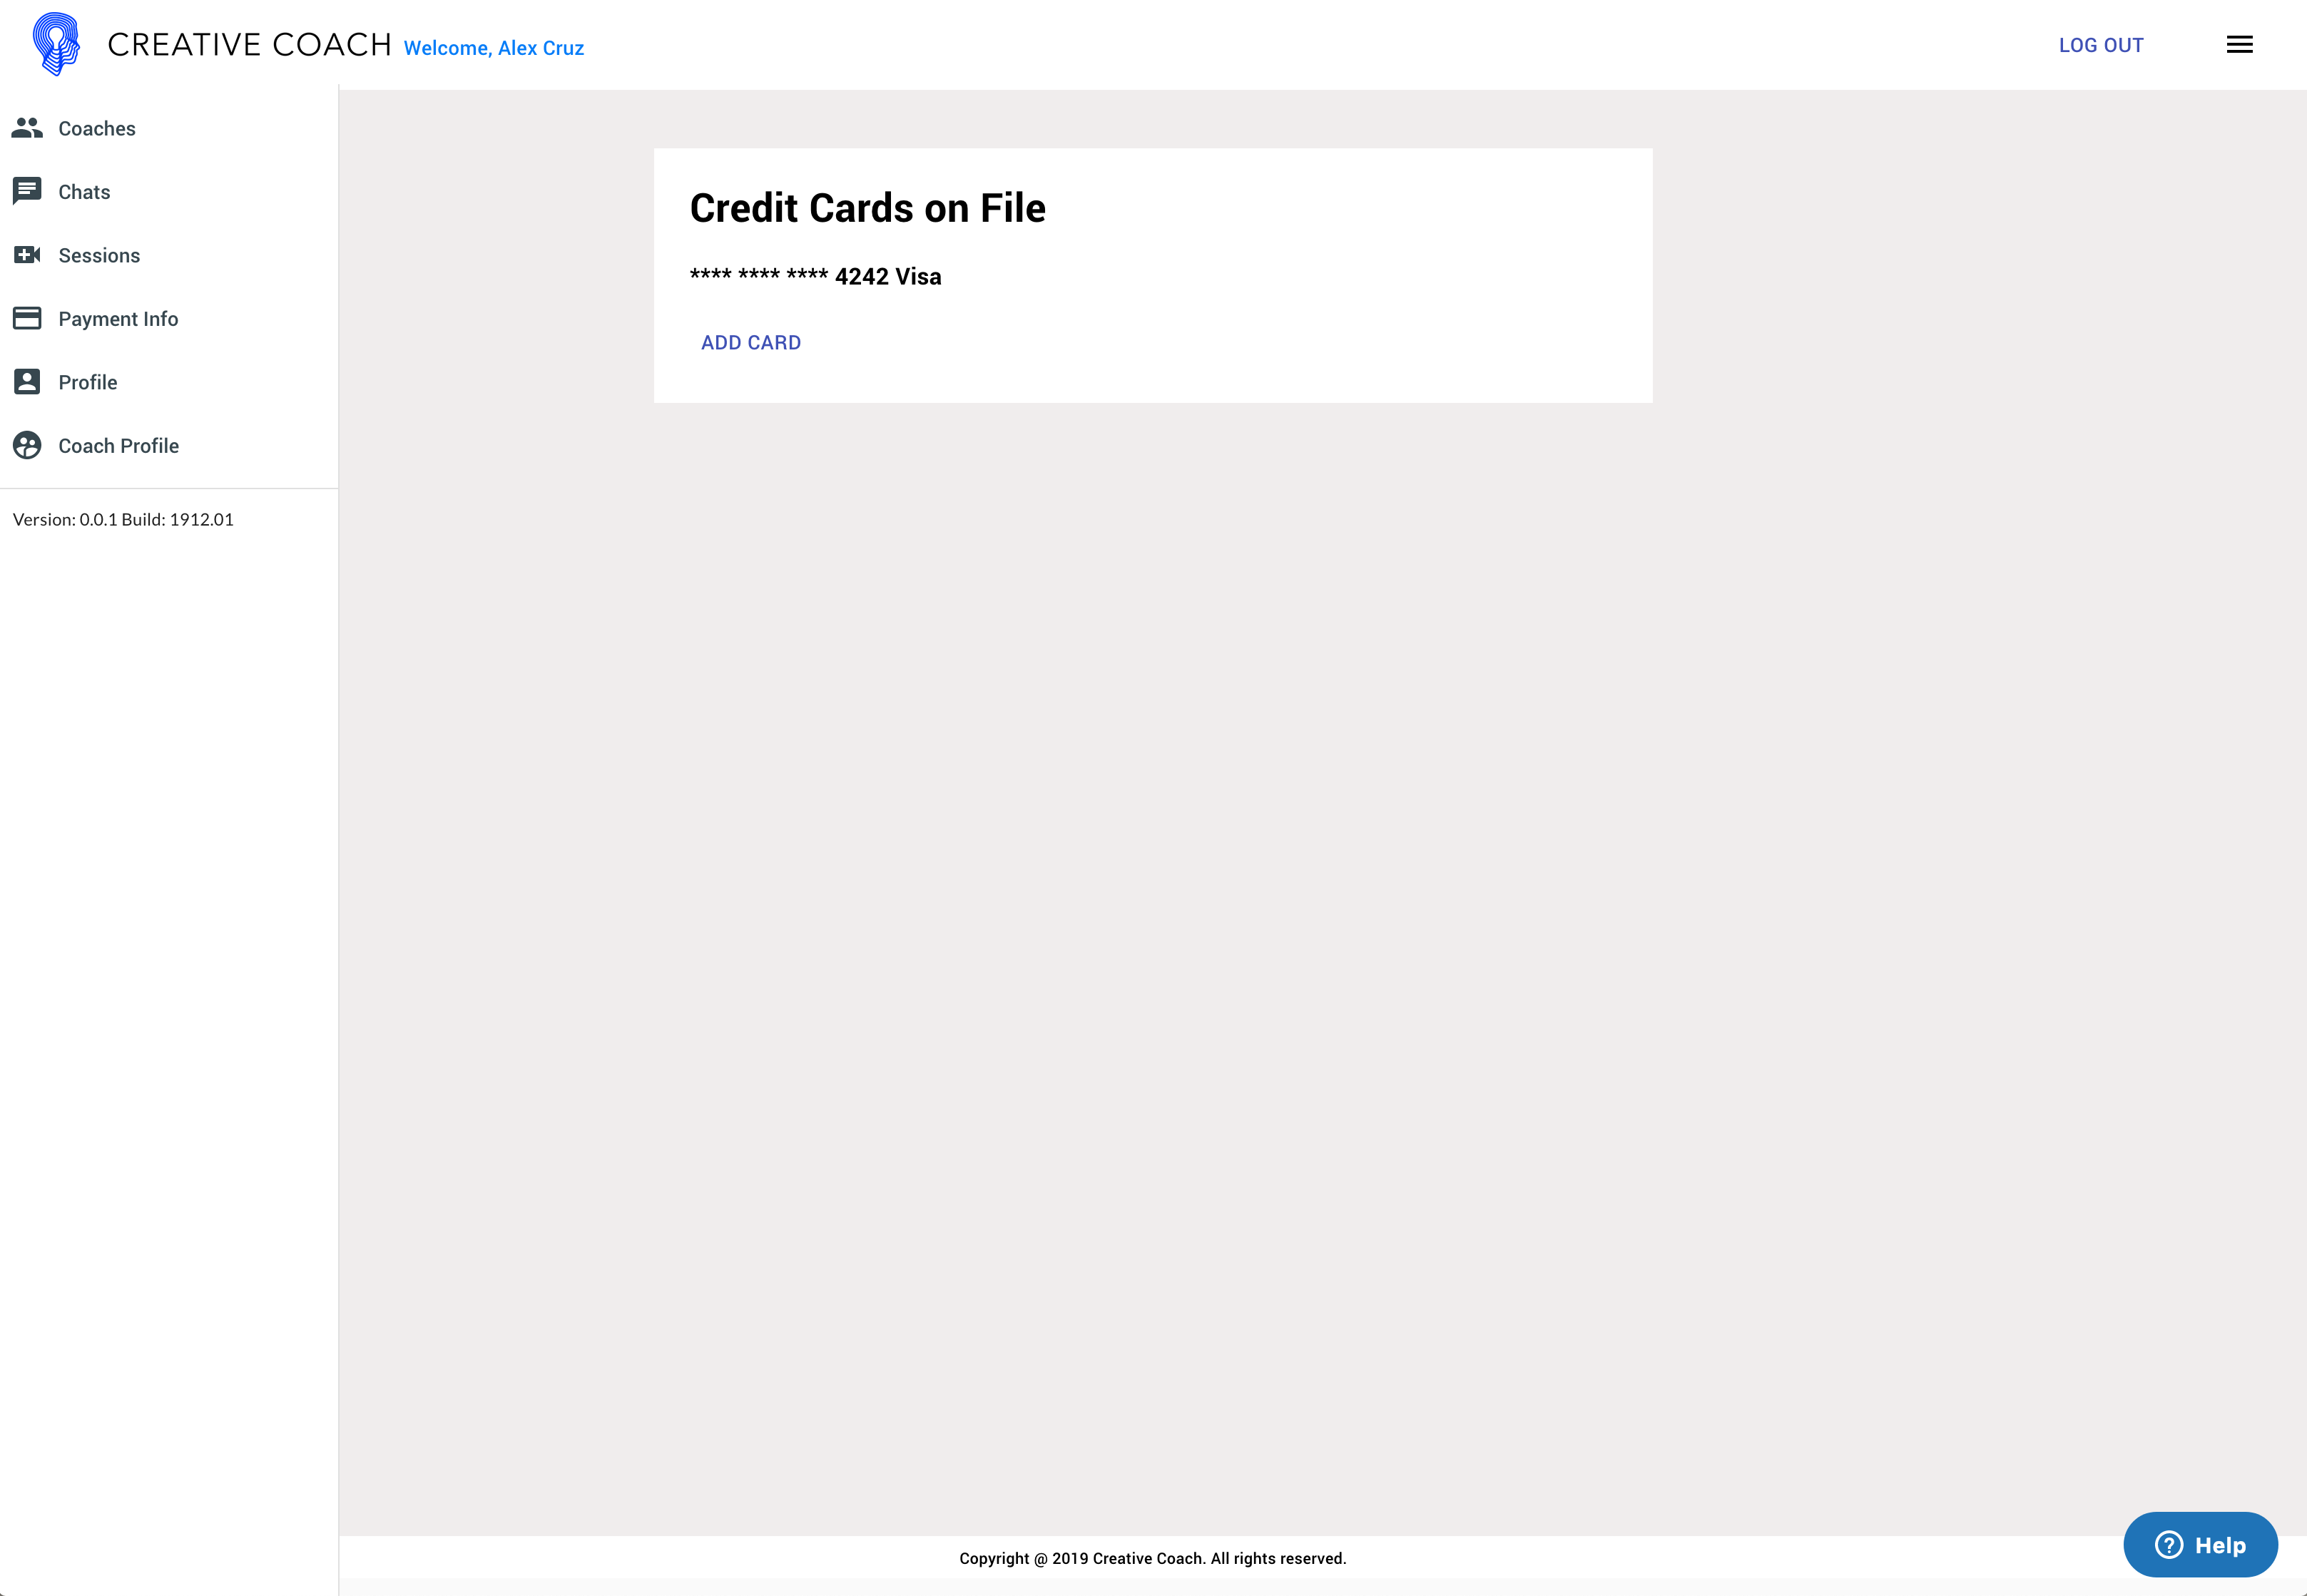 CREATIVE COACH Welcome, Alex Cruz
LOG OUT
Coaches
Chats
Sessions
Payment Info
Profile
Coach Profile
Version: 0.0.1 Build: 1912.01
Credit Cards on File
**** **** **** 4242 Visa
ADD CARD
Copyright @ 2019 Creative Coach. All rights reserved.
Help